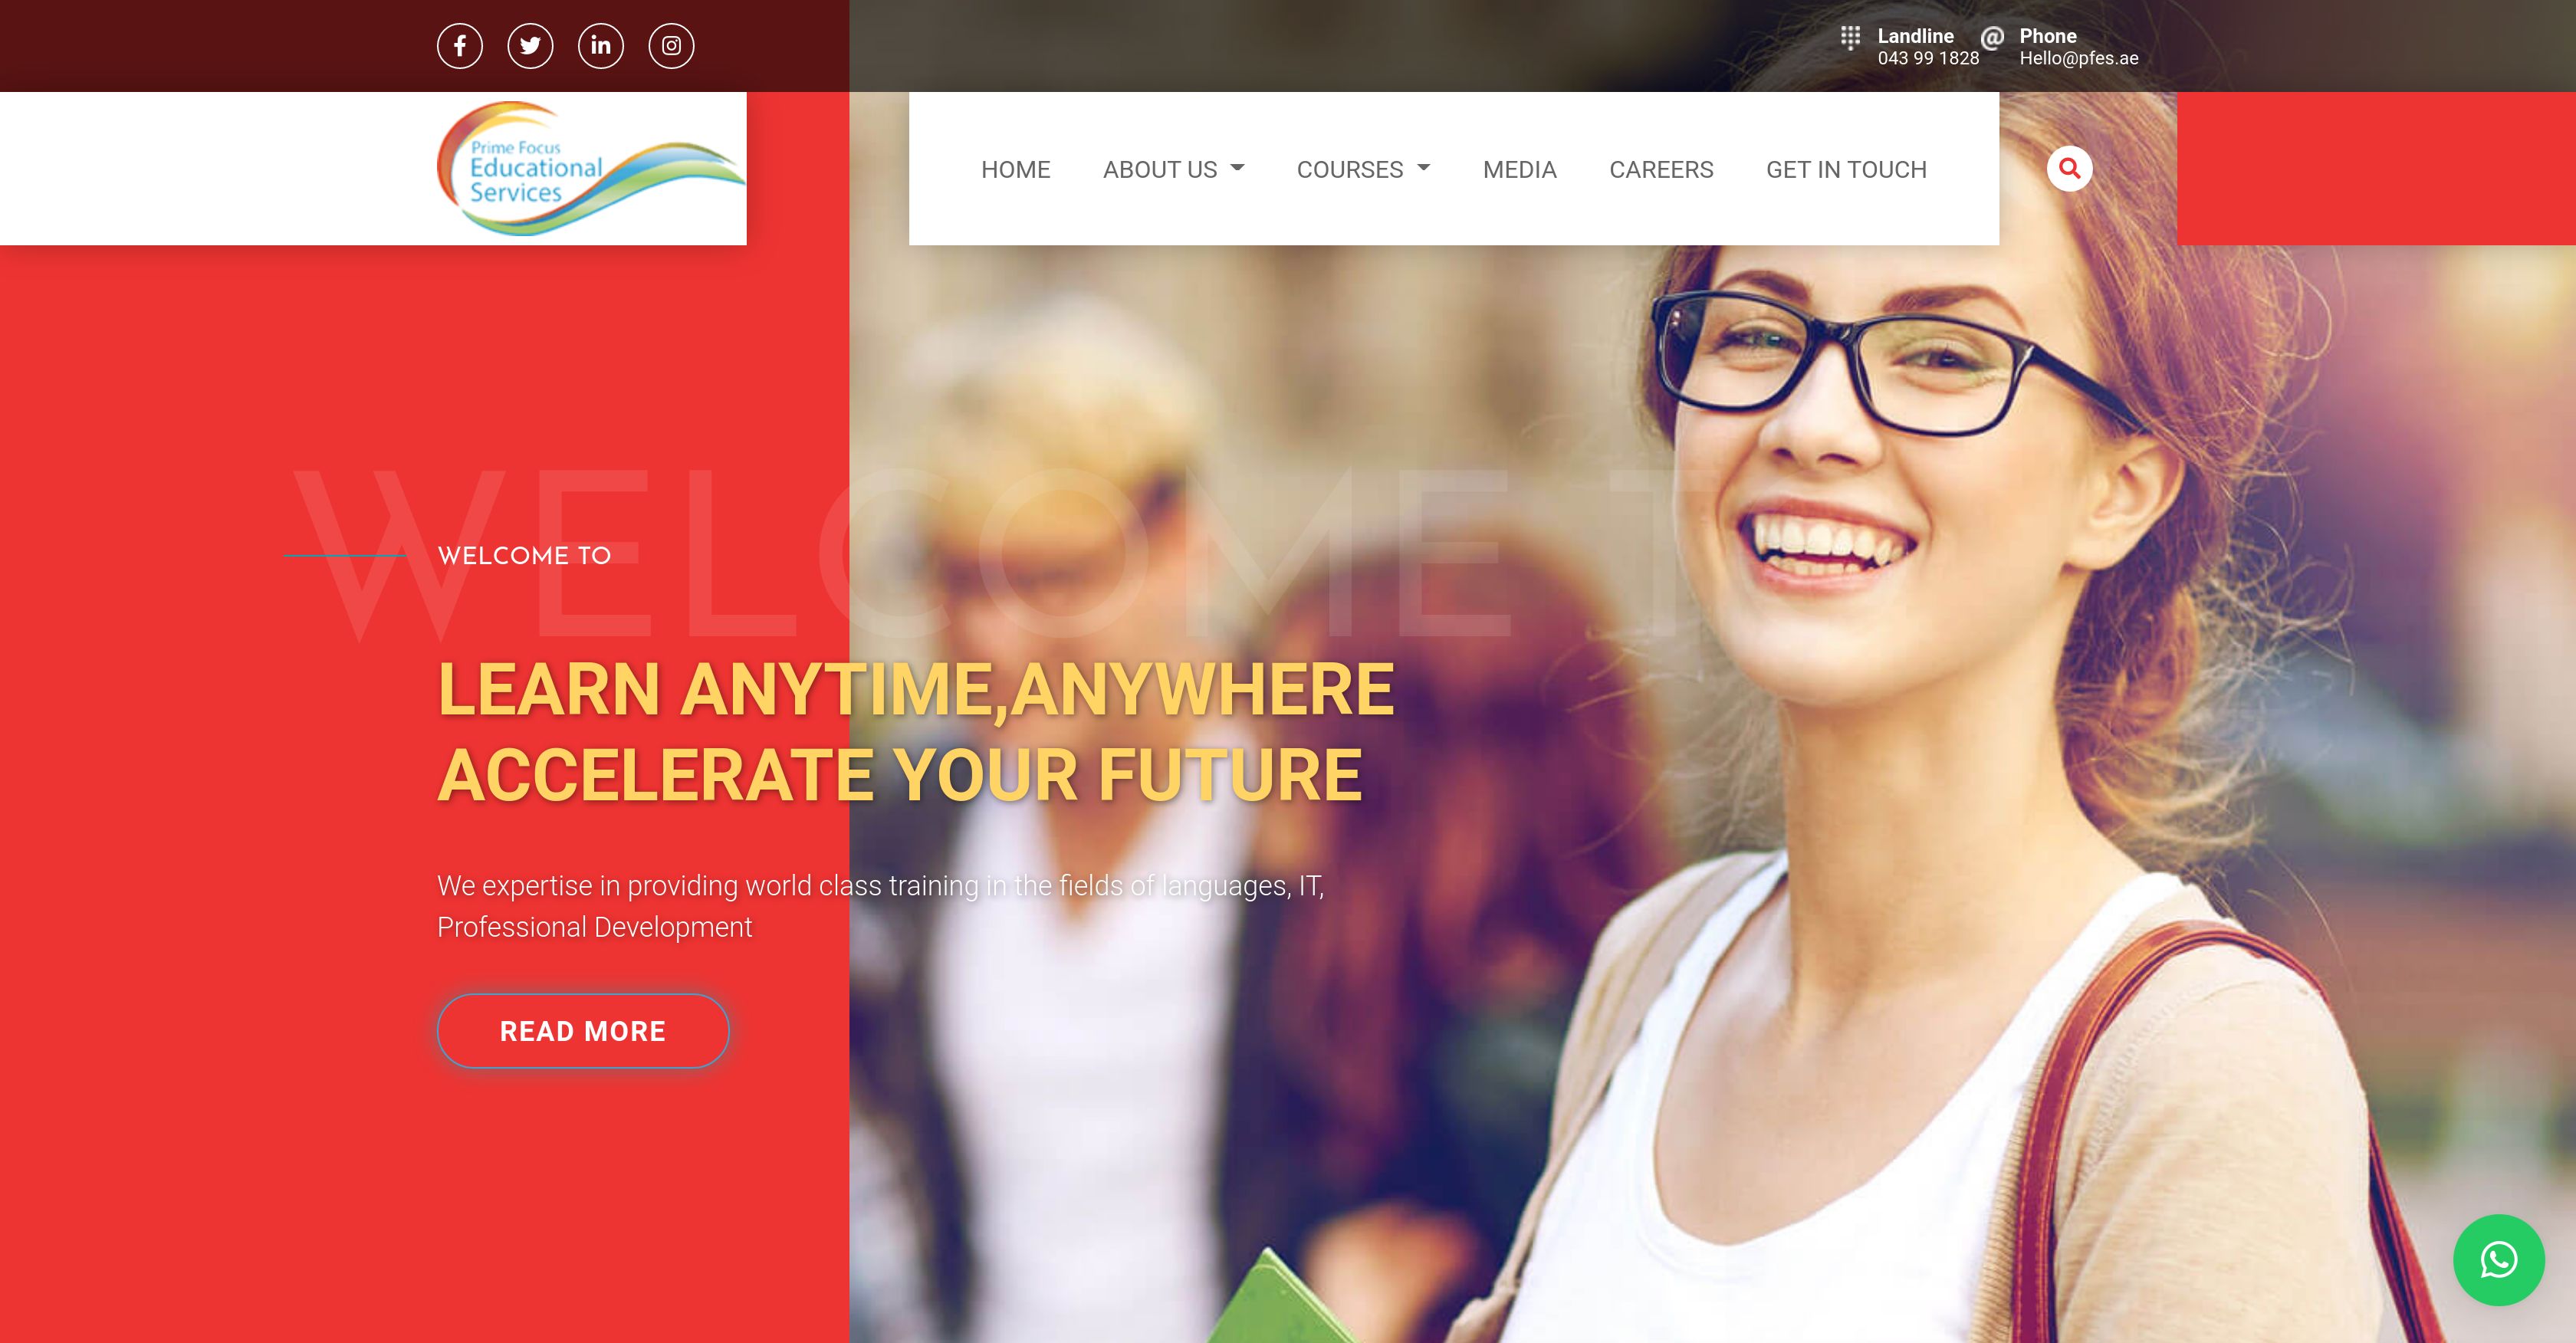 Landline
043 99 1828
Phone
Hello@pfes.ae
Prime Focus
Educational
Services
HOME
ABOUT US
COURSES
MEDIA
CAREERS
GET IN TOUCH
WELCOME T
WELCOME TO
LEARN ANYTIME,ANYWHERE
ACCELERATE YOUR FUTURE
We expertise in providing world class training in the fields of languages, IT,
Professional Development
READ MORE